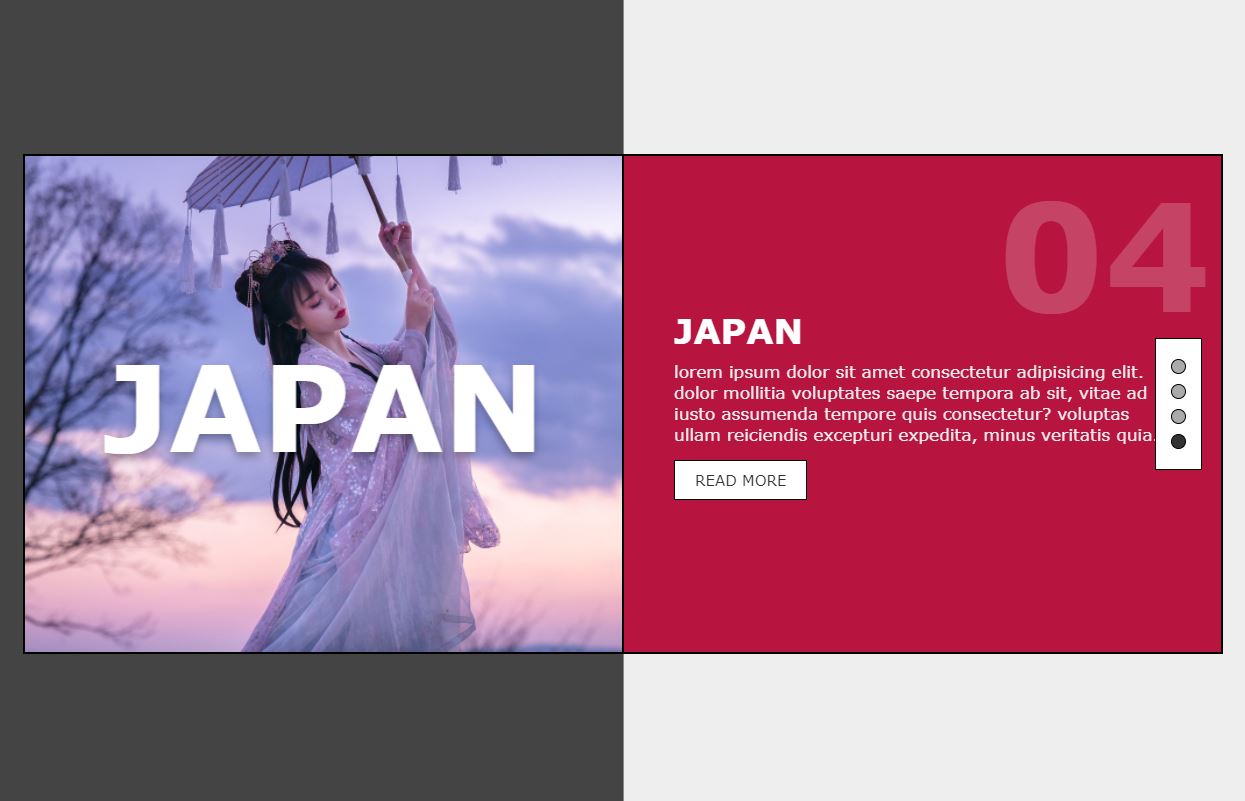 JAPAN
04
JAPAN
lorem ipsum dolor sit amet consectetur adipisicing elit.
dolor mollitia voluptates saepe tempora ab sit, vitae ad
iusto assumenda tempore quis consectetur? voluptas
ullam reiciendis excepturi expedita, minus veritatis quia.
READ MORE